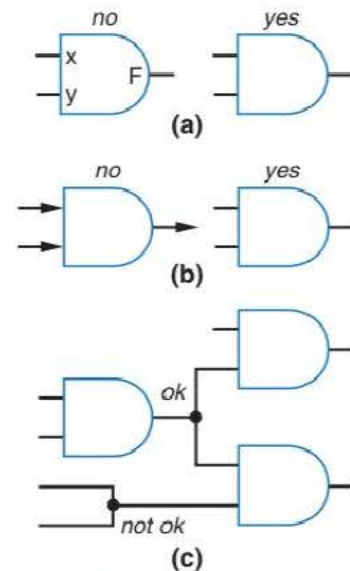 no yes
x
F
y
(a)
no yes
(b)
ok
not ok
(c)